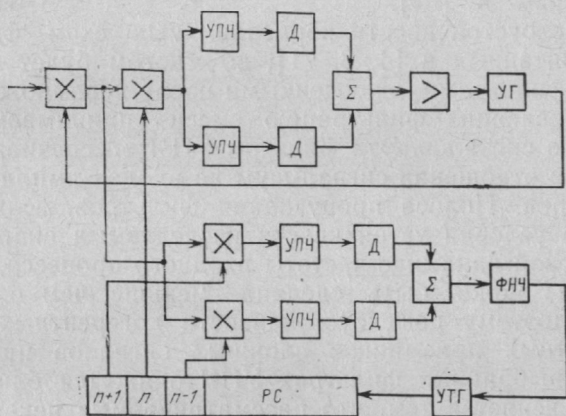 УПЧ
Д
×
×
Σ
>
УГ
УПЧ
Д
×
УПЧ
Д
Σ
ФНЧ
×
УПЧ
Д
n+1
n
n-1
РС
УТГ